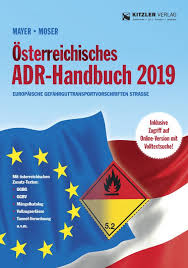 KITZLER VERLAG
MAYER • MOSER
Österreichisches
ADR-Handbuch 2019
EUROPÄISCHE GEFAHRGUTTRANSPORTVORSCHRIFTEN STRASSE
Inklusive
Zugriff auf
Online-Version mit
Volltextsuche!
Mit österreichischen
Zusatz-Texten:
GGBG
GGBV
Mängelkatalog
Tunnel-Verordnung
u.v.m.
5.2